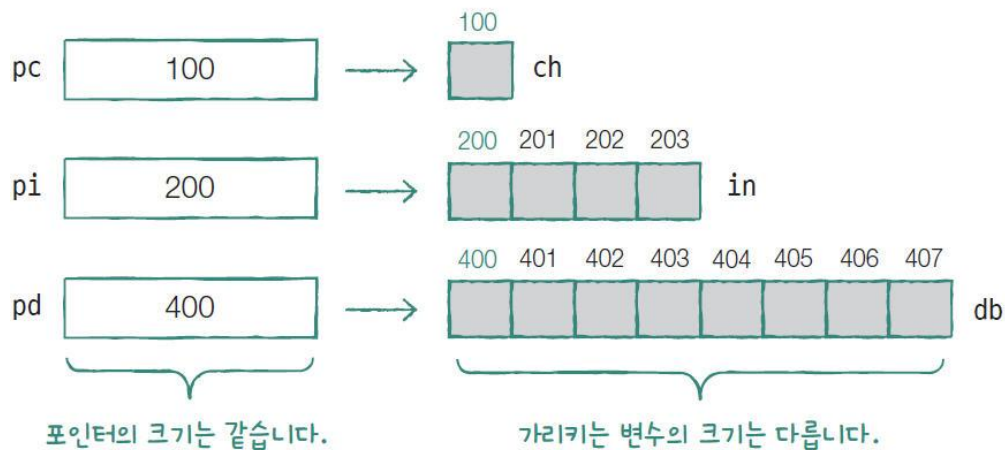 100
pc 100 ch
200 201 202 203
pi 200 in
400 401 402 403 404 405 406 407
pd 400 db
포인터의 크기는 같습니다. 가리키는 변수의 크기는 다릅니다.